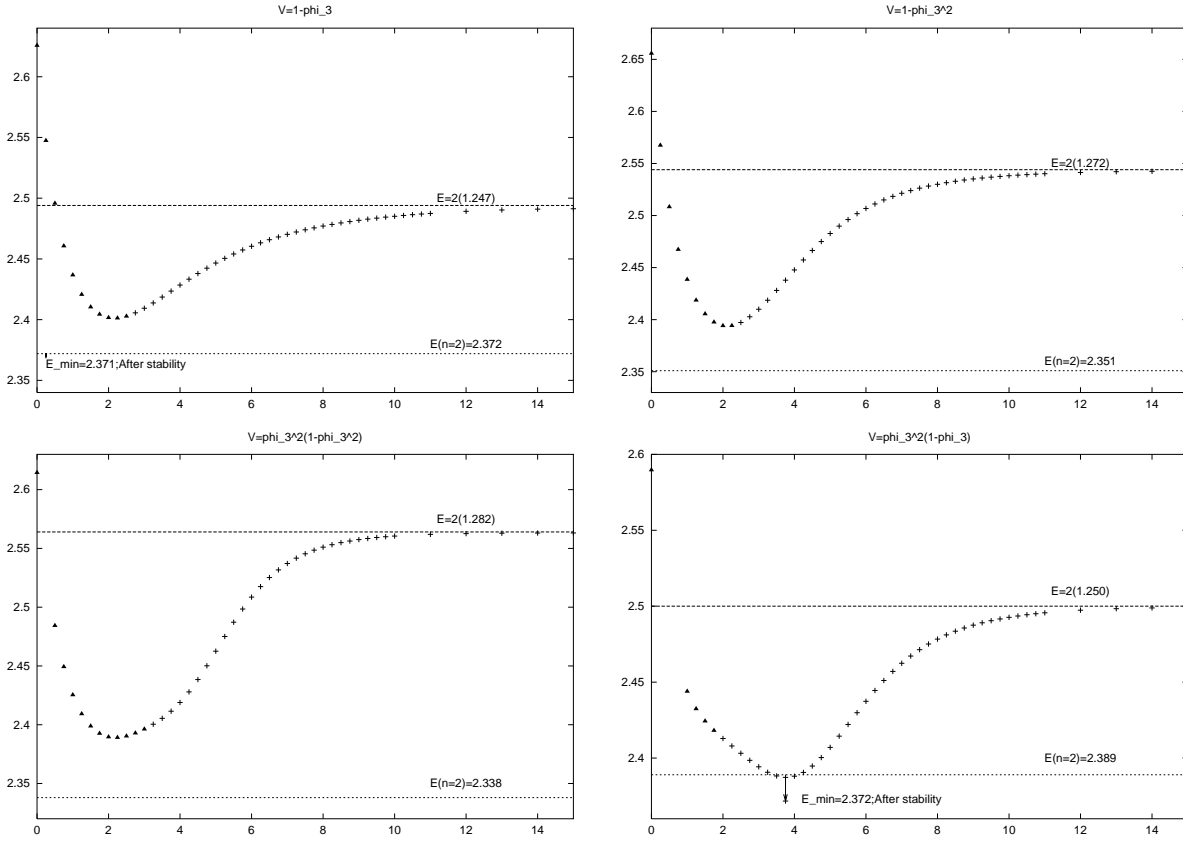 V=1-phi_3
2.6
2.55
2.5
2.45
2.4
2.35
E=2(1.247)
E(n=2)=2.372
E_min=2.371;After stability
0 2 4 6 8 10 12 14
V=1-phi_3^2
2.65
2.6
2.55
2.5
2.45
2.4
2.35
E=2(1.272)
E(n=2)=2.351
0 2 4 6 8 10 12 14
V=phi_3^2(1-phi_3^2)
2.6
2.55
2.5
2.45
2.4
2.35
E=2(1.282)
E(n=2)=2.338
0 2 4 6 8 10 12 14
V=phi_3^2(1-phi_3)
2.6
2.55
2.5
2.45
2.4
E=2(1.250)
E(n=2)=2.389
E_min=2.372;After stability
0 2 4 6 8 10 12 14